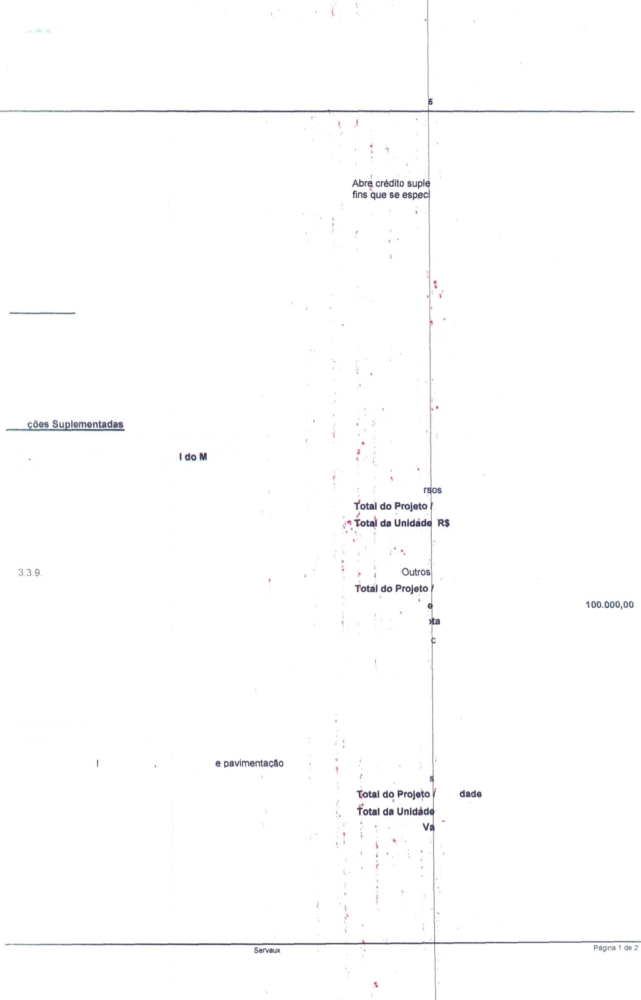 5
Abre crédito suple
fins que se especi
ções Suplementadas
l do M
rsos
Total do Projeto /
Total da Unidade R$
3.3.9. Outros
Total do Projeto /
e 100.000,00
ta
c
e pavimentação
s
Total do Projeto / dade
Total da Unidade
Va
Servaux Página 1 de 2